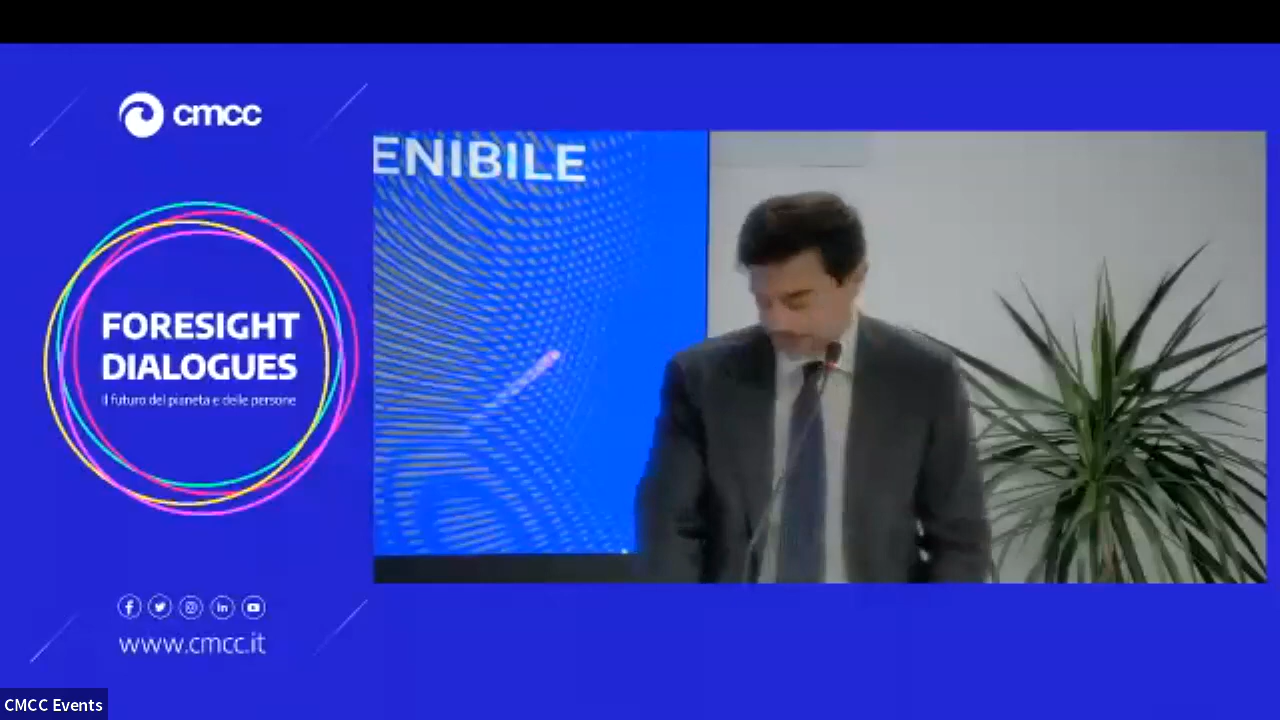 cmcc
ENIBILE
FORESIGHT
DIALOGUES
Il futuro del pianeta e delle persone
www.cmcc.it
CMCC Events